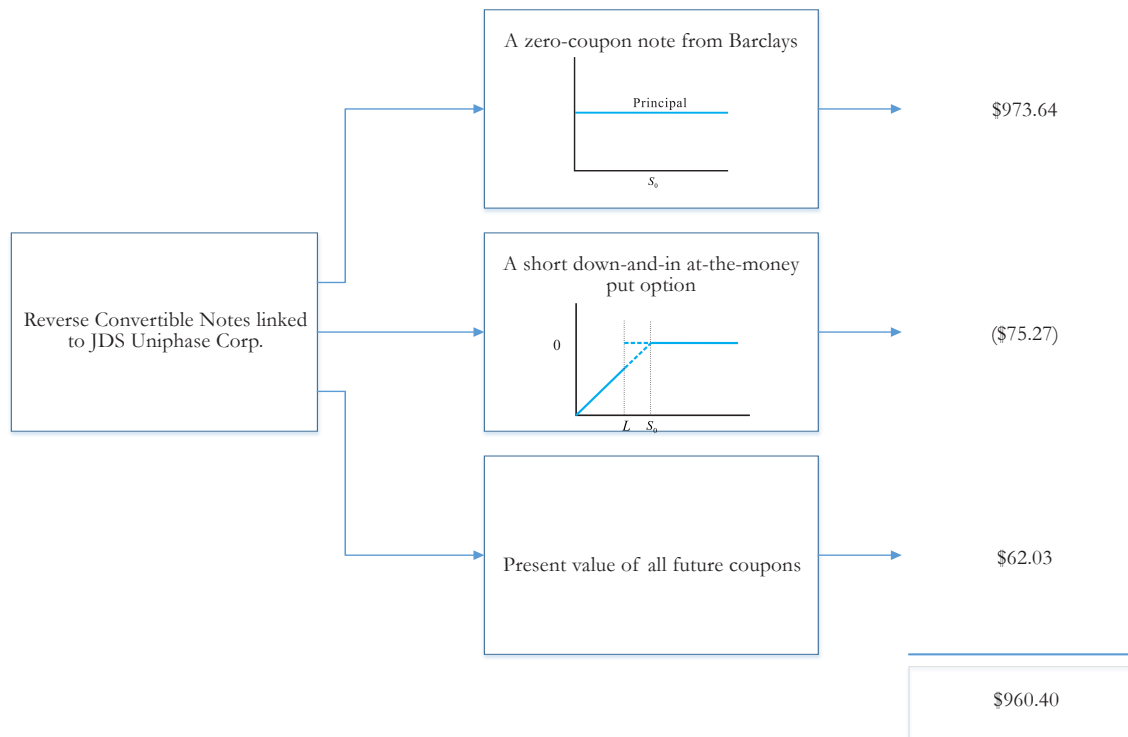 A zero-coupon note from Barclays
Principal
S₀
$973.64
Reverse Convertible Notes linked
to JDS Uniphase Corp.
A short down-and-in at-the-money
put option
0
L S₀
($75.27)
Present value of all future coupons
$62.03
$960.40